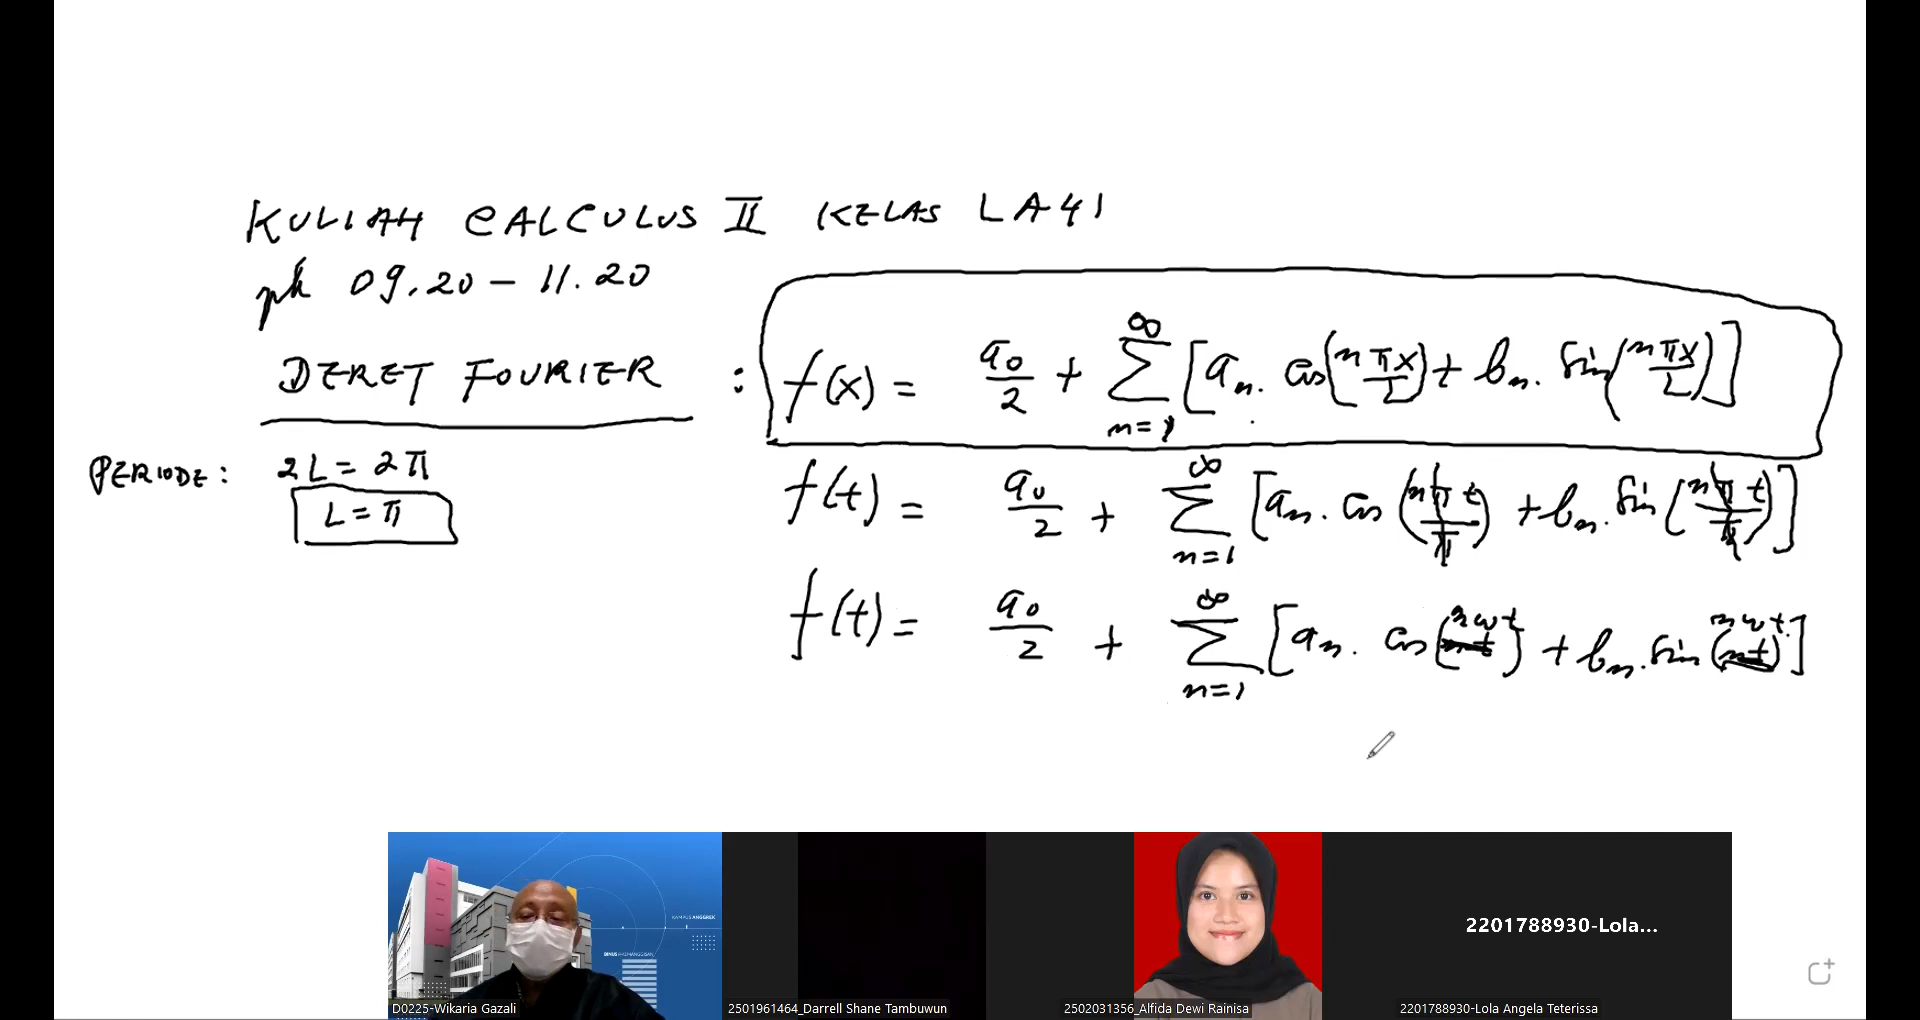 KULIAH CALCULUS II KELAS LA41
pk 09.20 - 11.20
DERET FOURIER : f(x) = a₀/2 + ∞∑n=1 [aₙ. cos(nπx/L) + bₙ. sin(nπx/L)]
PERIODE : 2L = 2π
L = π
f(t) = a₀/2 + ∞∑n=1 [aₙ. cos(nπt/π) + bₙ. sin(nπt/π)]
f(t) = a₀/2 + ∞∑n=1 [aₙ. cos(nωt) + bₙ. sin(nωt)]
KAMPUS ANGGREK
D0225-Wikaria Gazali
2501961464_Darrell Shane Tambuwun
2502031356_Alfida Dewi Rainisa
2201788930-Lola...
2201788930-Lola Angela Teterissa